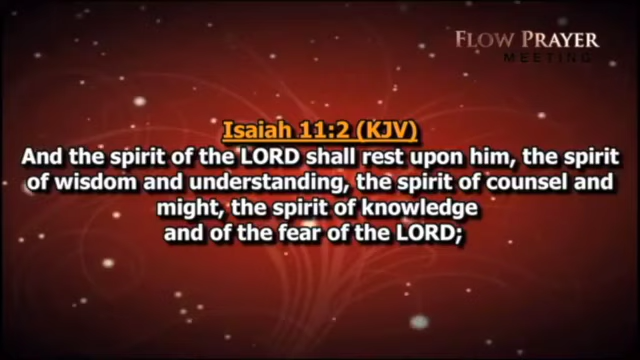 FLOW PRAYER
MEETING
Isaiah 11:2 (KJV)
And the spirit of the LORD shall rest upon him, the spirit
of wisdom and understanding, the spirit of counsel and
might, the spirit of knowledge
and of the fear of the LORD;